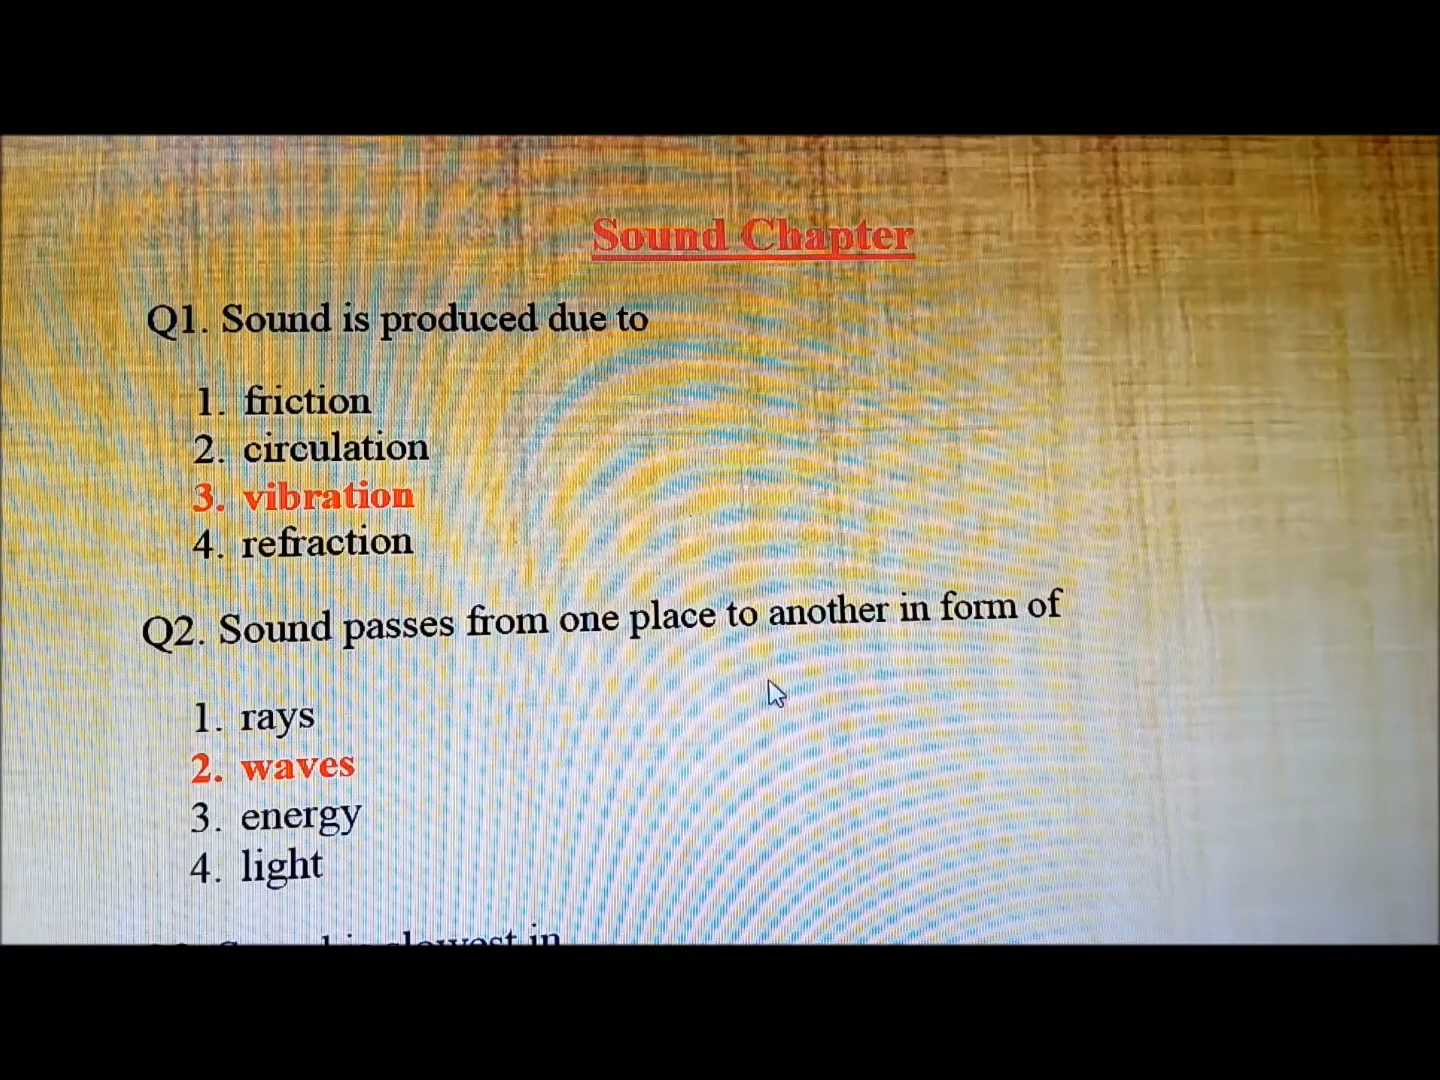 Sound Chapter
Q1. Sound is produced due to
1. friction
2. circulation
3. vibration
4. refraction
Q2. Sound passes from one place to another in form of
1. rays
2. waves
3. energy
4. light
in